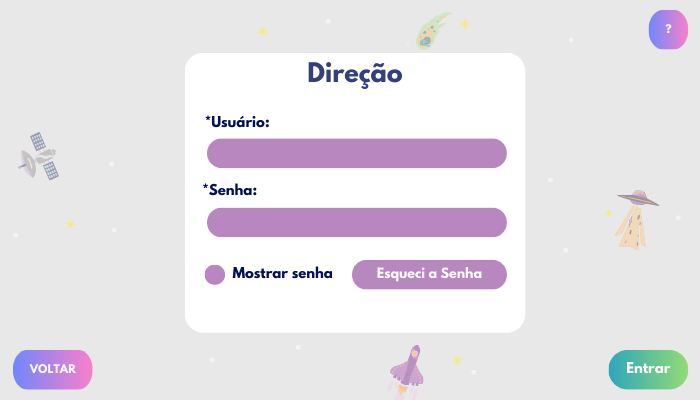 ?
Direção
*Usuário:
*Senha:
Mostrar senha
Esqueci a Senha
VOLTAR
Entrar